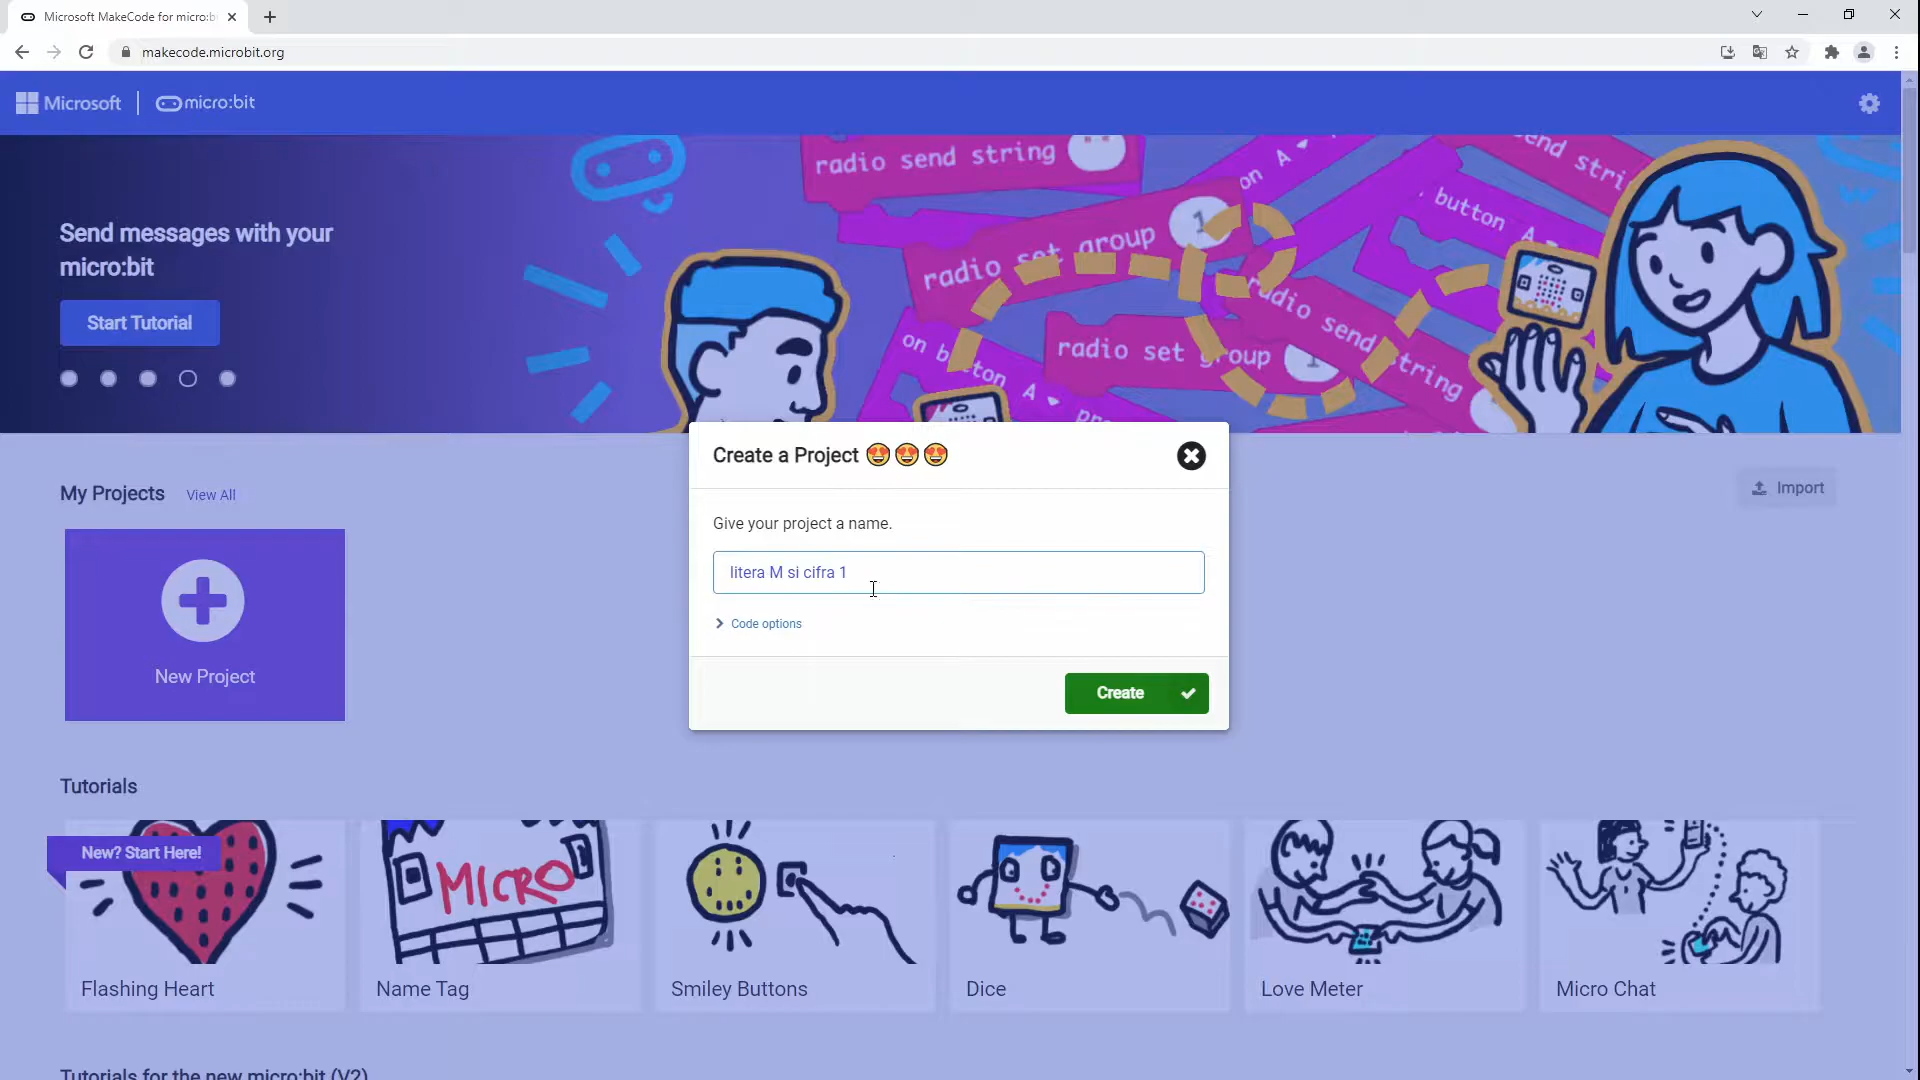 Microsoft MakeCode for micro:bi
makecode.microbit.org
Microsoft
micro:bit
Send messages with your
micro:bit
Start Tutorial
radio send string
radio set group
1
on
A
button A
radio set group
radio send string
on
button A
Create a Project 😍😍😍
Give your project a name.
litera M si cifra 1
Code options
Create
My Projects
View All
Import
New Project
Tutorials
New? Start Here!
MICRO
Flashing Heart
Name Tag
Smiley Buttons
Dice
Love Meter
Micro Chat
Tutorials for the new micro:bit (V2)